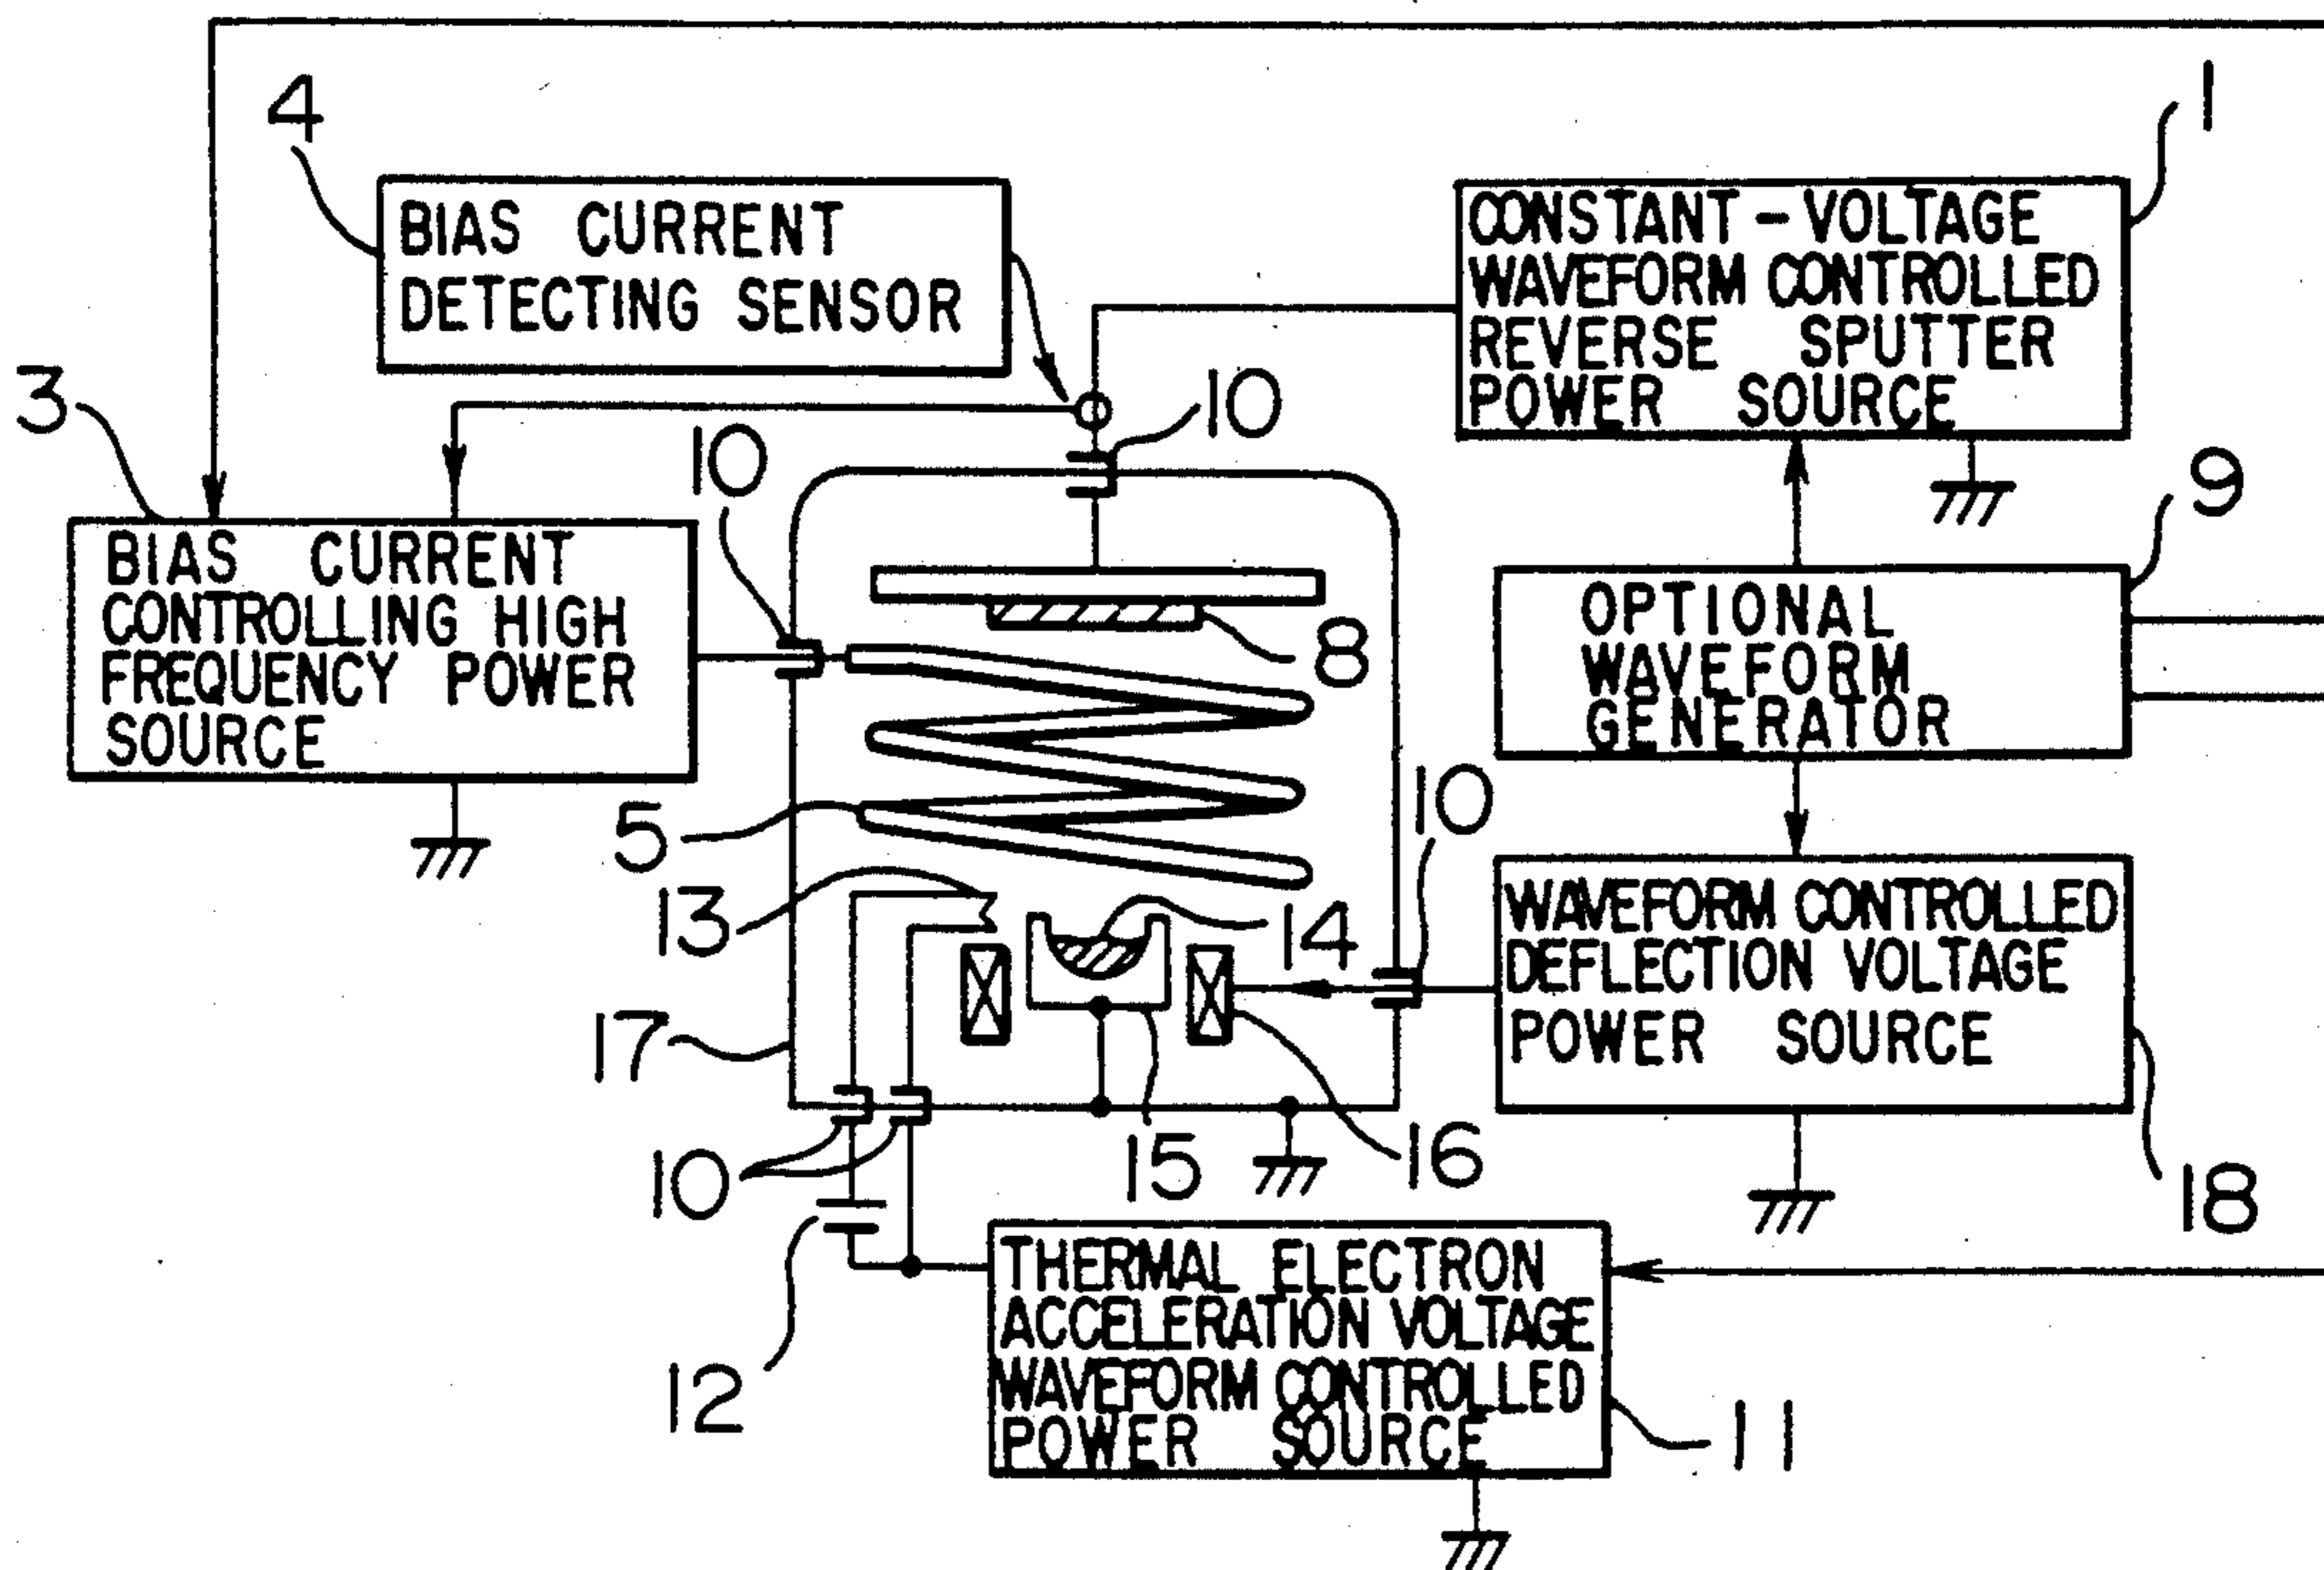 4
BIAS CURRENT
DETECTING SENSOR
1
CONSTANT-VOLTAGE
WAVEFORM CONTROLLED
REVERSE SPUTTER
POWER SOURCE
3
10
10
BIAS CURRENT
CONTROLLING HIGH
FREQUENCY POWER
SOURCE
9
OPTIONAL
WAVEFORM
GENERATOR
8
5
10
13
14
WAVEFORM CONTROLLED
DEFLECTION VOLTAGE
POWER SOURCE
17
10
15
16
18
12
THERMAL ELECTRON
ACCELERATION VOLTAGE
WAVEFORM CONTROLLED
POWER SOURCE
11